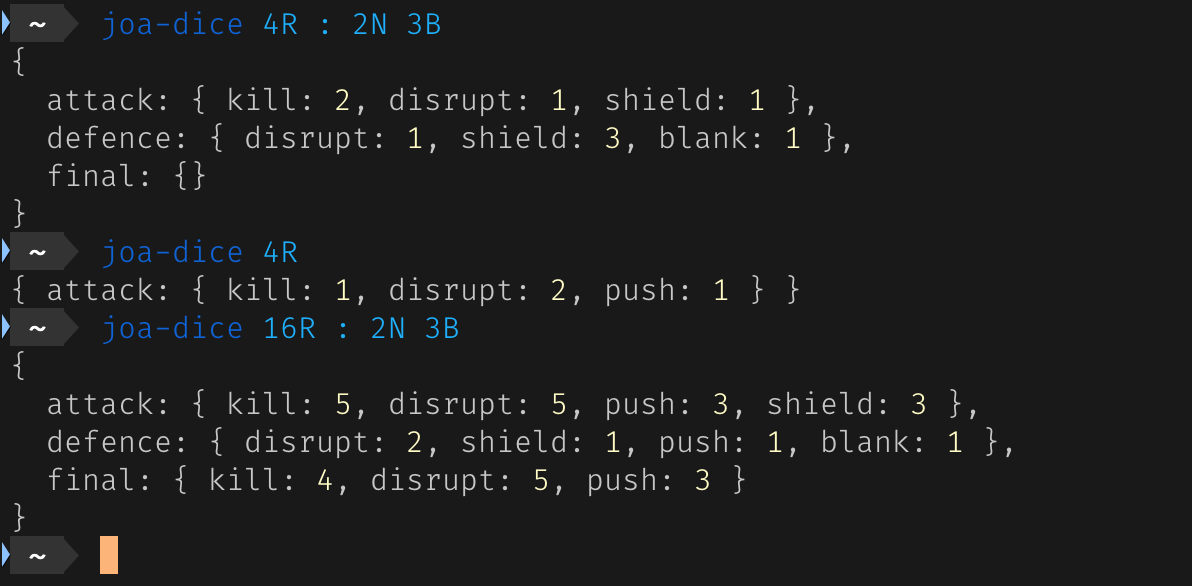 ~ joa-dice 4R : 2N 3B
{
  attack: { kill: 2, disrupt: 1, shield: 1 },
  defence: { disrupt: 1, shield: 3, blank: 1 },
  final: {}
}
~ joa-dice 4R
{ attack: { kill: 1, disrupt: 2, push: 1 } }
~ joa-dice 16R : 2N 3B
{
  attack: { kill: 5, disrupt: 5, push: 3, shield: 3 },
  defence: { disrupt: 2, shield: 1, push: 1, blank: 1 },
  final: { kill: 4, disrupt: 5, push: 3 }
}
~